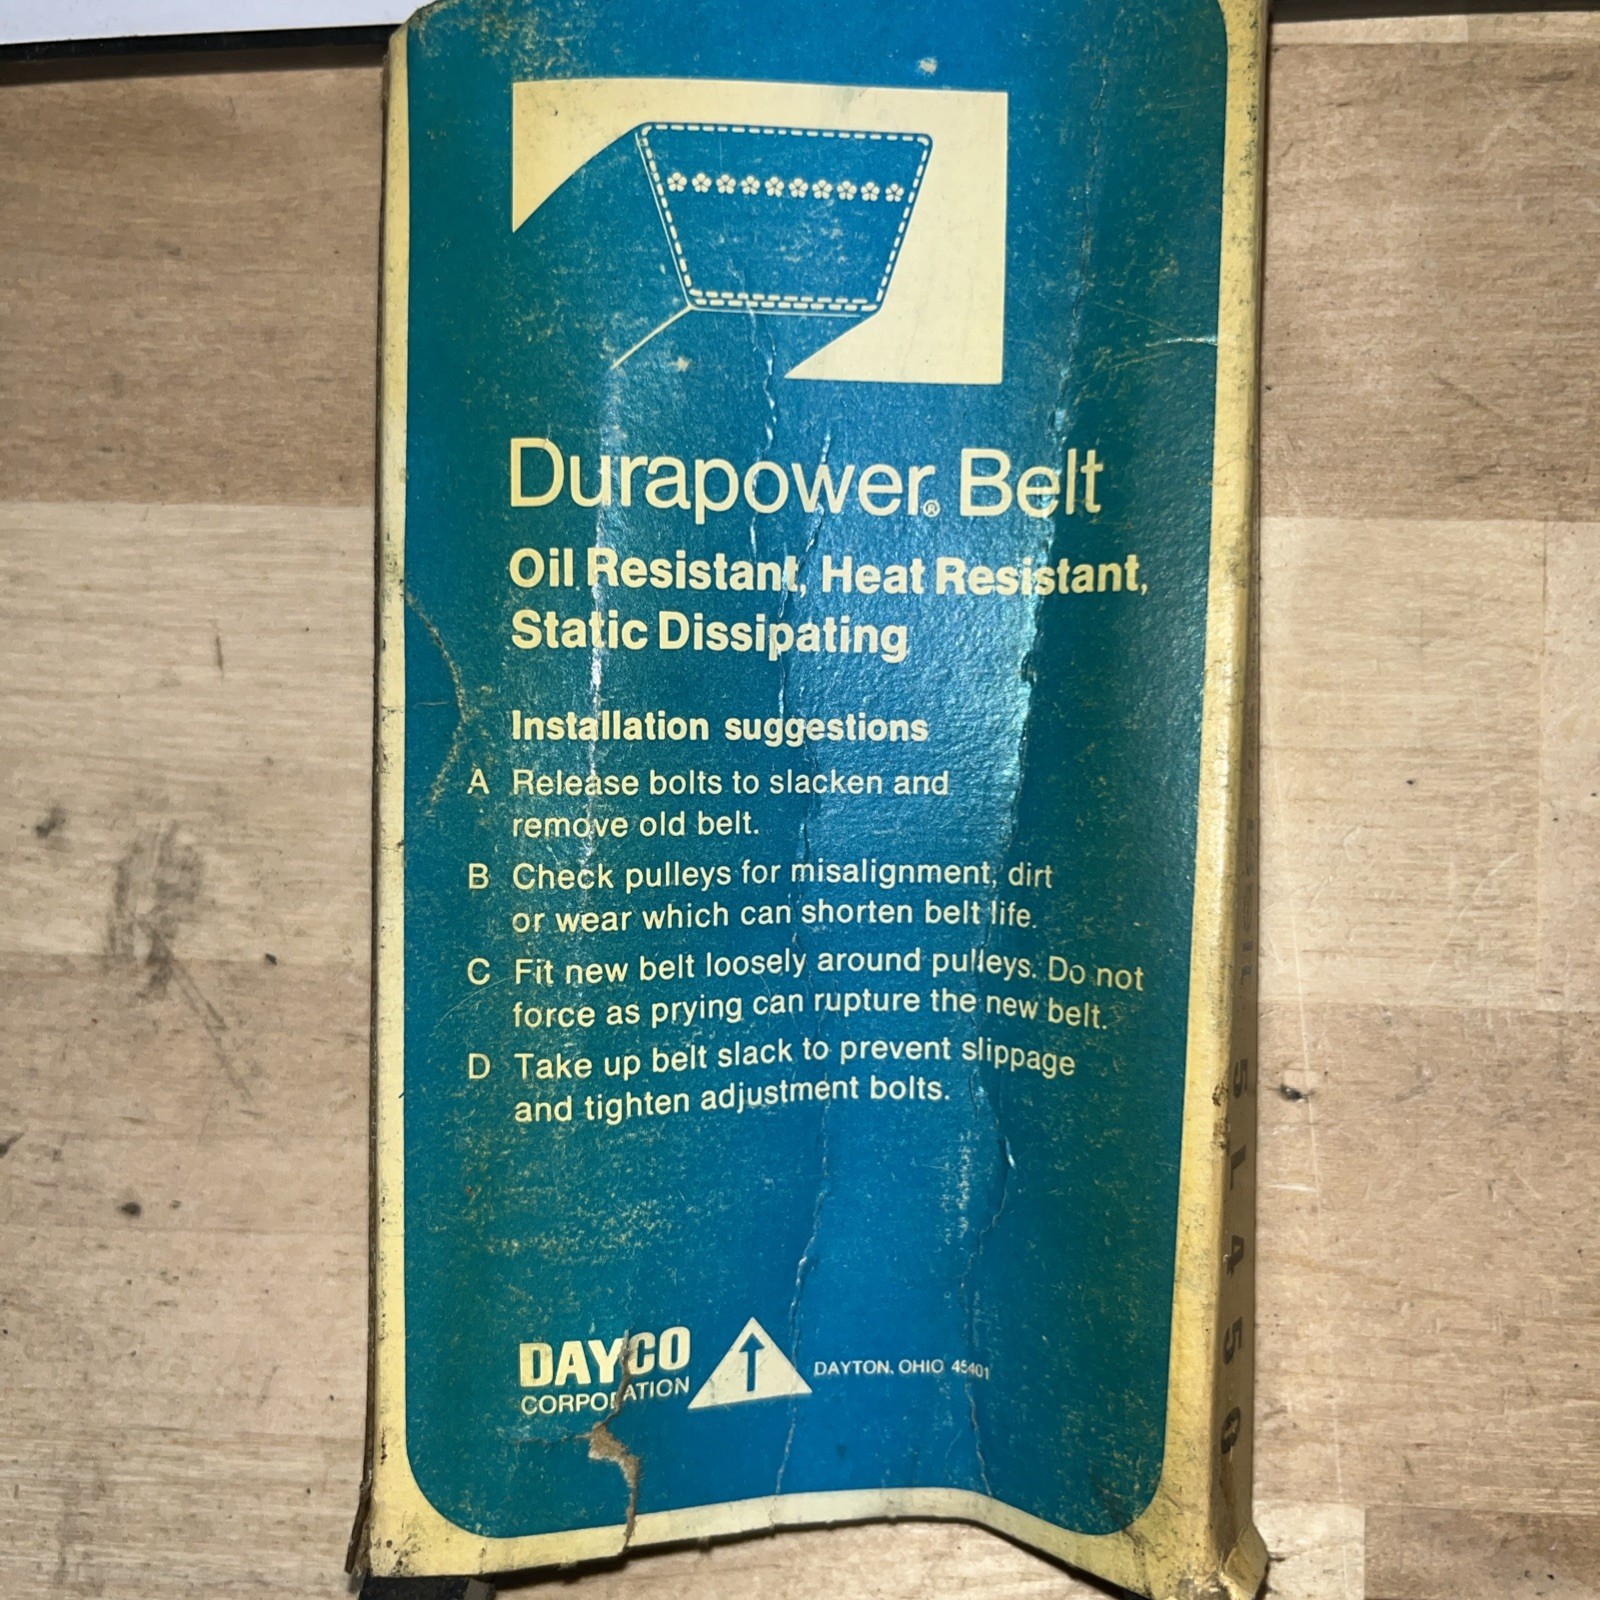 Durapower® Belt
Oil Resistant, Heat Resistant,
Static Dissipating
Installation suggestions
A Release bolts to slacken and
remove old belt.
B Check pulleys for misalignment, dirt
or wear which can shorten belt life.
C Fit new belt loosely around pulleys. Do not
force as prying can rupture the new belt.
D Take up belt slack to prevent slippage
and tighten adjustment bolts.
DAYCO
CORPORATION
DAYTON, OHIO 45401
5L450